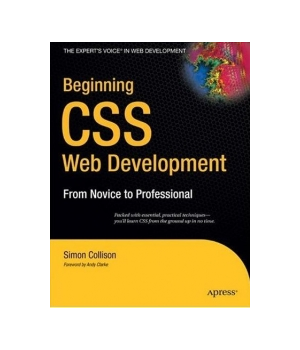 THE EXPERT'S VOICE® IN WEB DEVELOPMENT
Beginning
CSS
Web Development
From Novice to Professional
Packed with essential, practical techniques—
you'll learn CSS from the ground up in no time.
Simon Collison
Foreword by Andy Clarke
Apress®